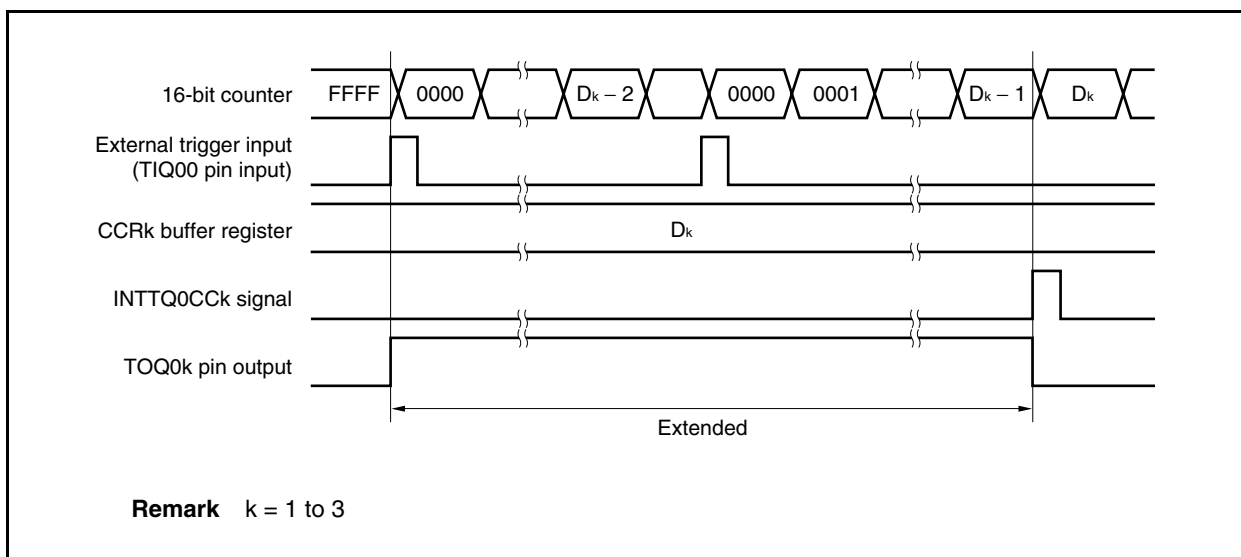 16-bit counter FFFF 0000 Dk – 2 0000 0001 Dk – 1 Dk
External trigger input
(TIQ00 pin input)
CCRk buffer register Dk
INTTQ0CCk signal
TOQ0k pin output
Extended
Remark k = 1 to 3